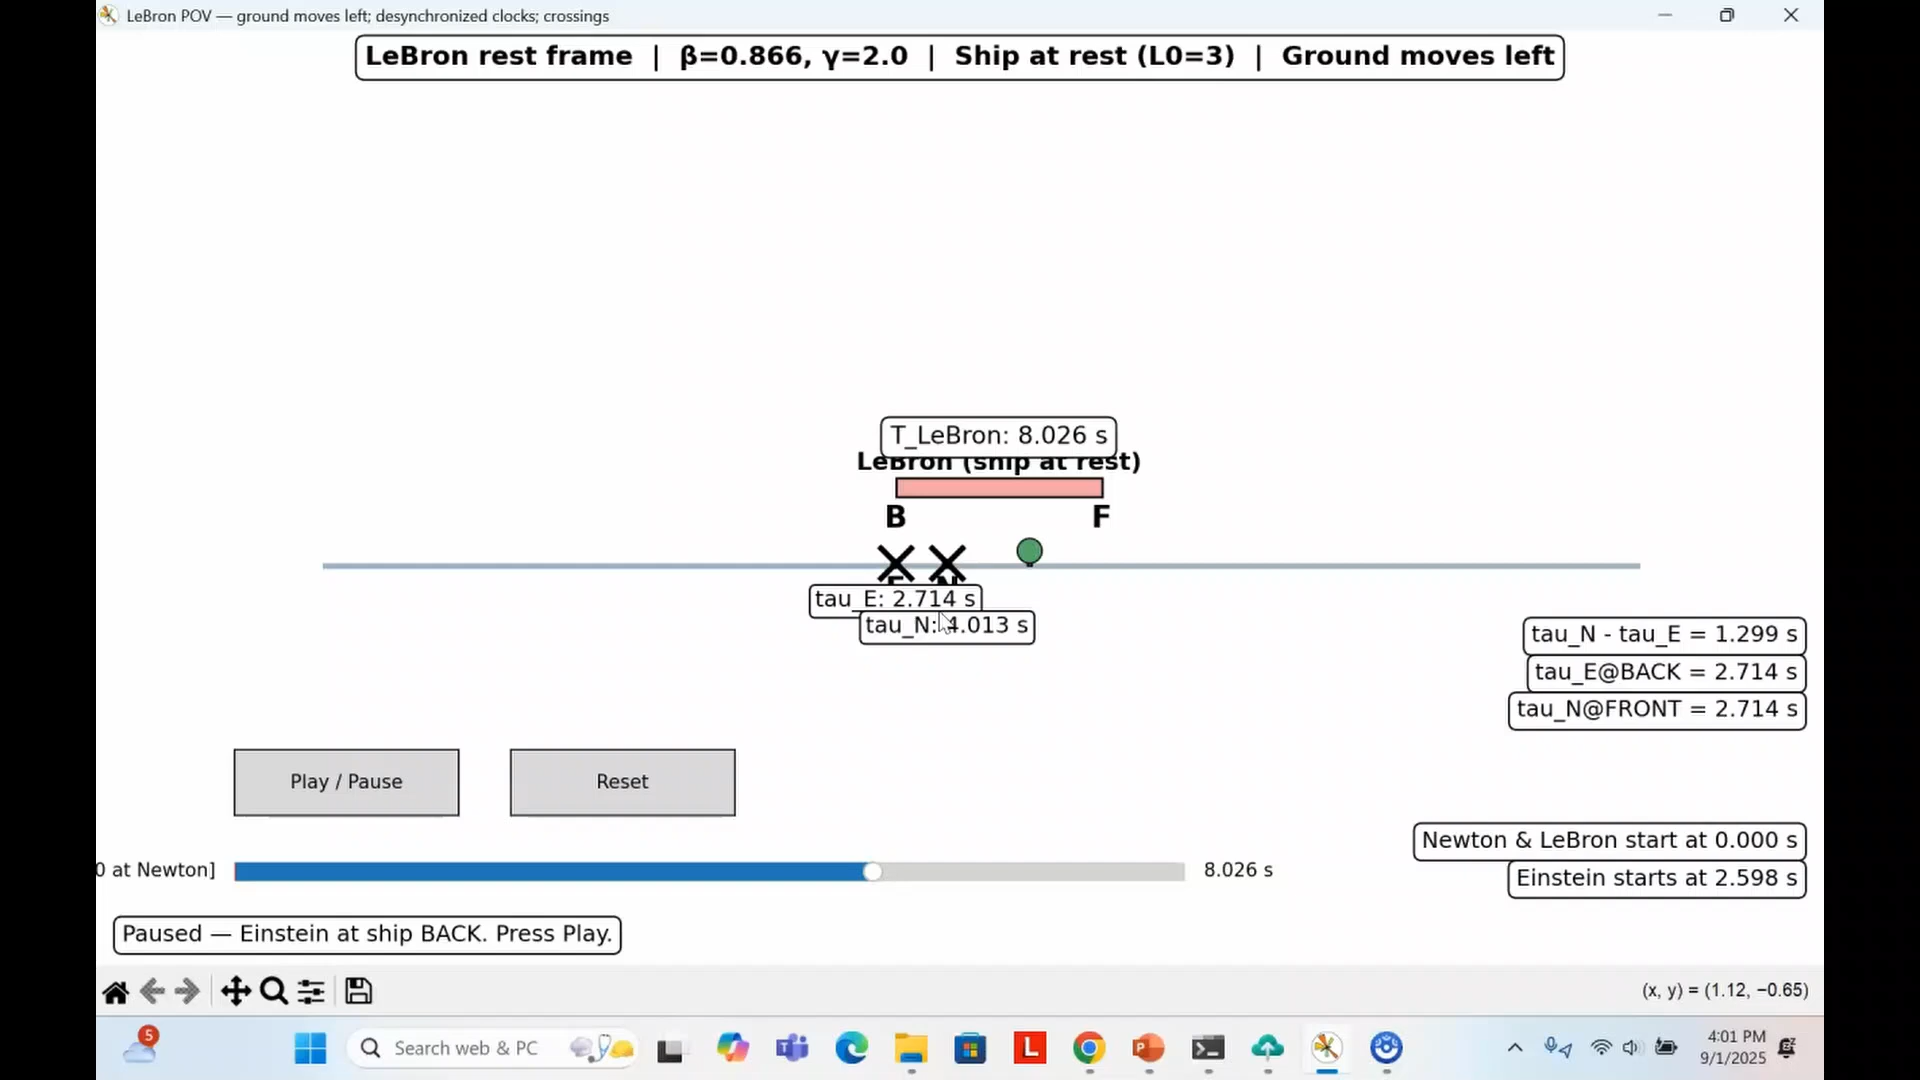 LeBron POV — ground moves left; desynchronized clocks; crossings
LeBron rest frame | β=0.866, γ=2.0 | Ship at rest (L0=3) | Ground moves left
T_LeBron: 8.026 s
LeBron (ship at rest)
B F
tau_E: 2.714 s
tau_N: 4.013 s
tau_N - tau_E = 1.299 s
tau_E@BACK = 2.714 s
tau_N@FRONT = 2.714 s
Play / Pause Reset
Newton & LeBron start at 0.000 s
0 at Newton] 8.026 s
Einstein starts at 2.598 s
Paused — Einstein at ship BACK. Press Play.
(x, y) = (1.12, −0.65)
5
Search web & PC
L
4:01 PM
9/1/2025